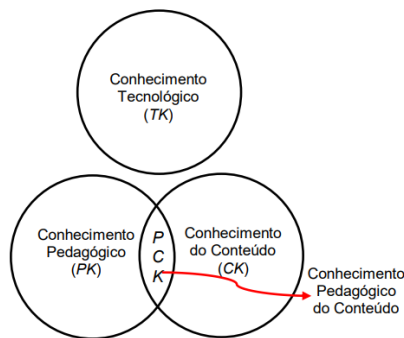 Conhecimento
Tecnológico
(TK)
Conhecimento
Pedagógico
(PK)
P
C
K
Conhecimento
do Conteúdo
(CK)
Conhecimento
Pedagógico
do Conteúdo